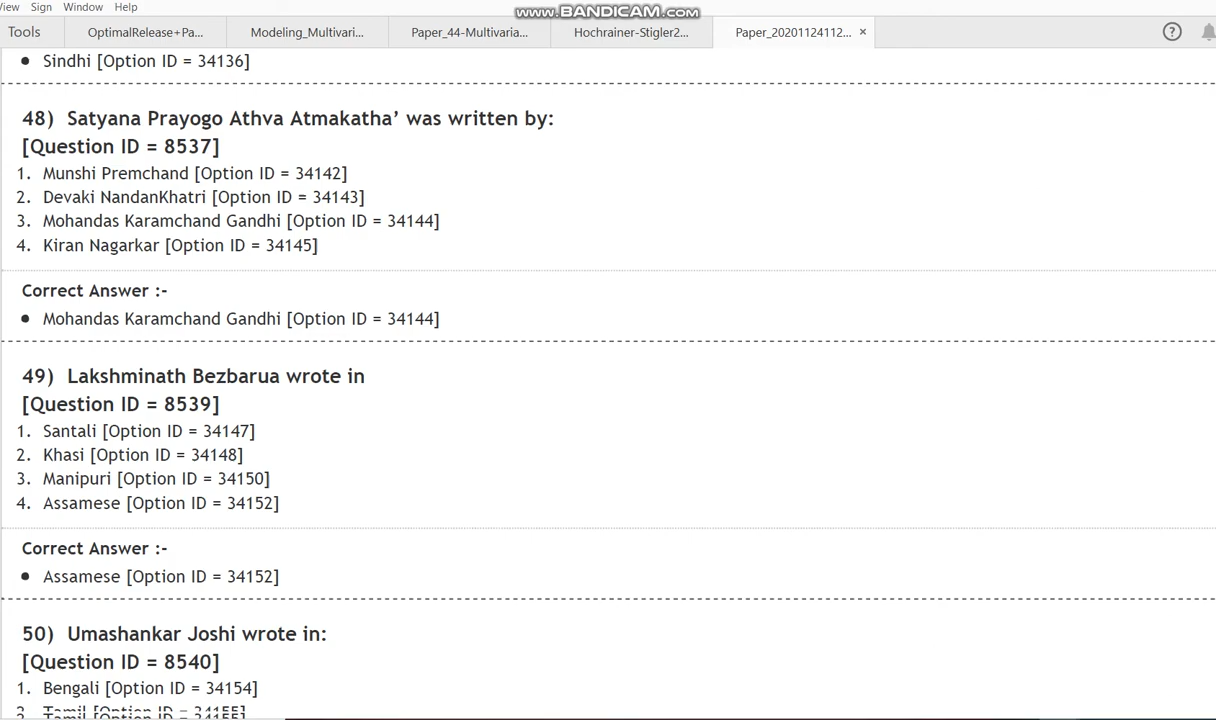 View Sign Window Help
www.BANDICAM.com
Tools OptimalRelease+Pa... Modeling_Multivari... Paper_44-Multivaria... Hochrainer-Stigler2... Paper_20201124112... ×
• Sindhi [Option ID = 34136]
48) Satyana Prayogo Athva Atmakatha’ was written by:
[Question ID = 8537]
1. Munshi Premchand [Option ID = 34142]
2. Devaki NandanKhatri [Option ID = 34143]
3. Mohandas Karamchand Gandhi [Option ID = 34144]
4. Kiran Nagarkar [Option ID = 34145]
Correct Answer :-
• Mohandas Karamchand Gandhi [Option ID = 34144]
49) Lakshminath Bezbarua wrote in
[Question ID = 8539]
1. Santali [Option ID = 34147]
2. Khasi [Option ID = 34148]
3. Manipuri [Option ID = 34150]
4. Assamese [Option ID = 34152]
Correct Answer :-
• Assamese [Option ID = 34152]
50) Umashankar Joshi wrote in:
[Question ID = 8540]
1. Bengali [Option ID = 34154]
2. Tamil [Option ID = 34155]